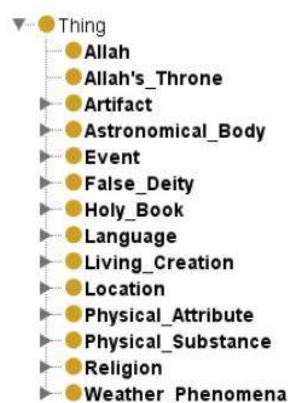 Thing
Allah
Allah's_Throne
Artifact
Astronomical_Body
Event
False_Deity
Holy_Book
Language
Living_Creation
Location
Physical_Attribute
Physical_Substance
Religion
Weather_Phenomena